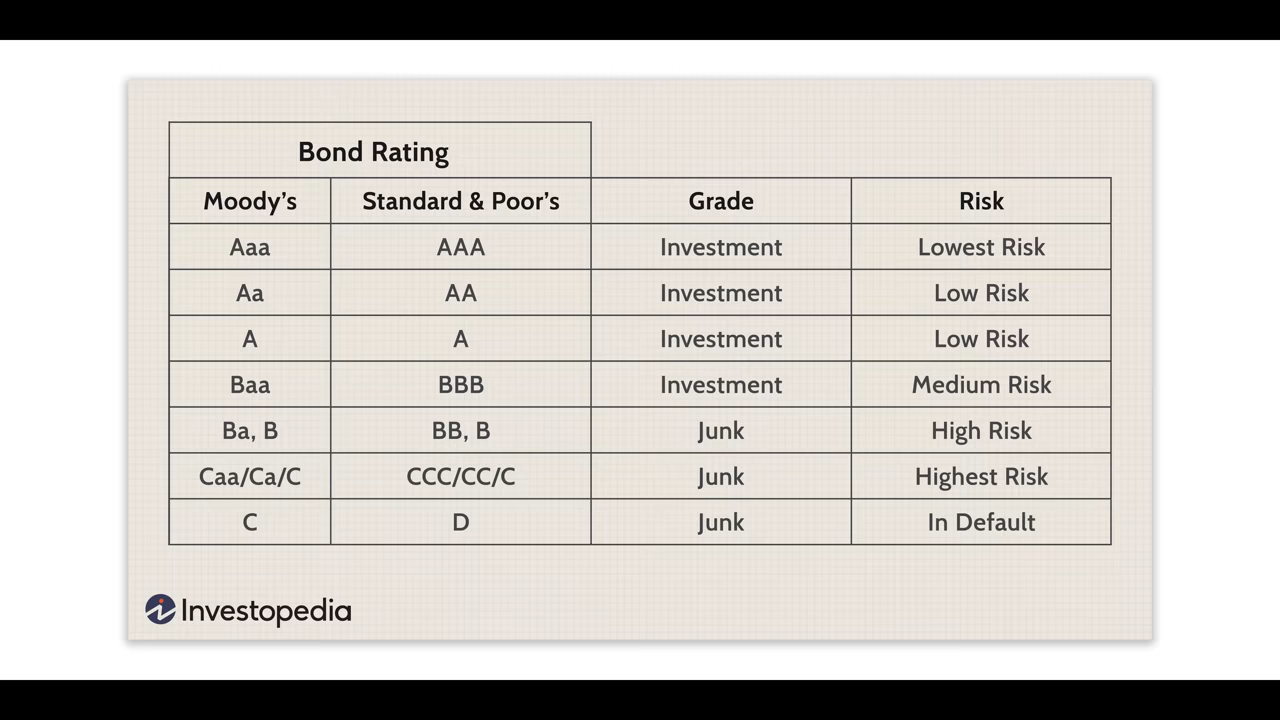 Bond Rating
Moody's Standard & Poor's Grade Risk
Aaa AAA Investment Lowest Risk
Aa AA Investment Low Risk
A A Investment Low Risk
Baa BBB Investment Medium Risk
Ba, B BB, B Junk High Risk
Caa/Ca/C CCC/CC/C Junk Highest Risk
C D Junk In Default
Investopedia